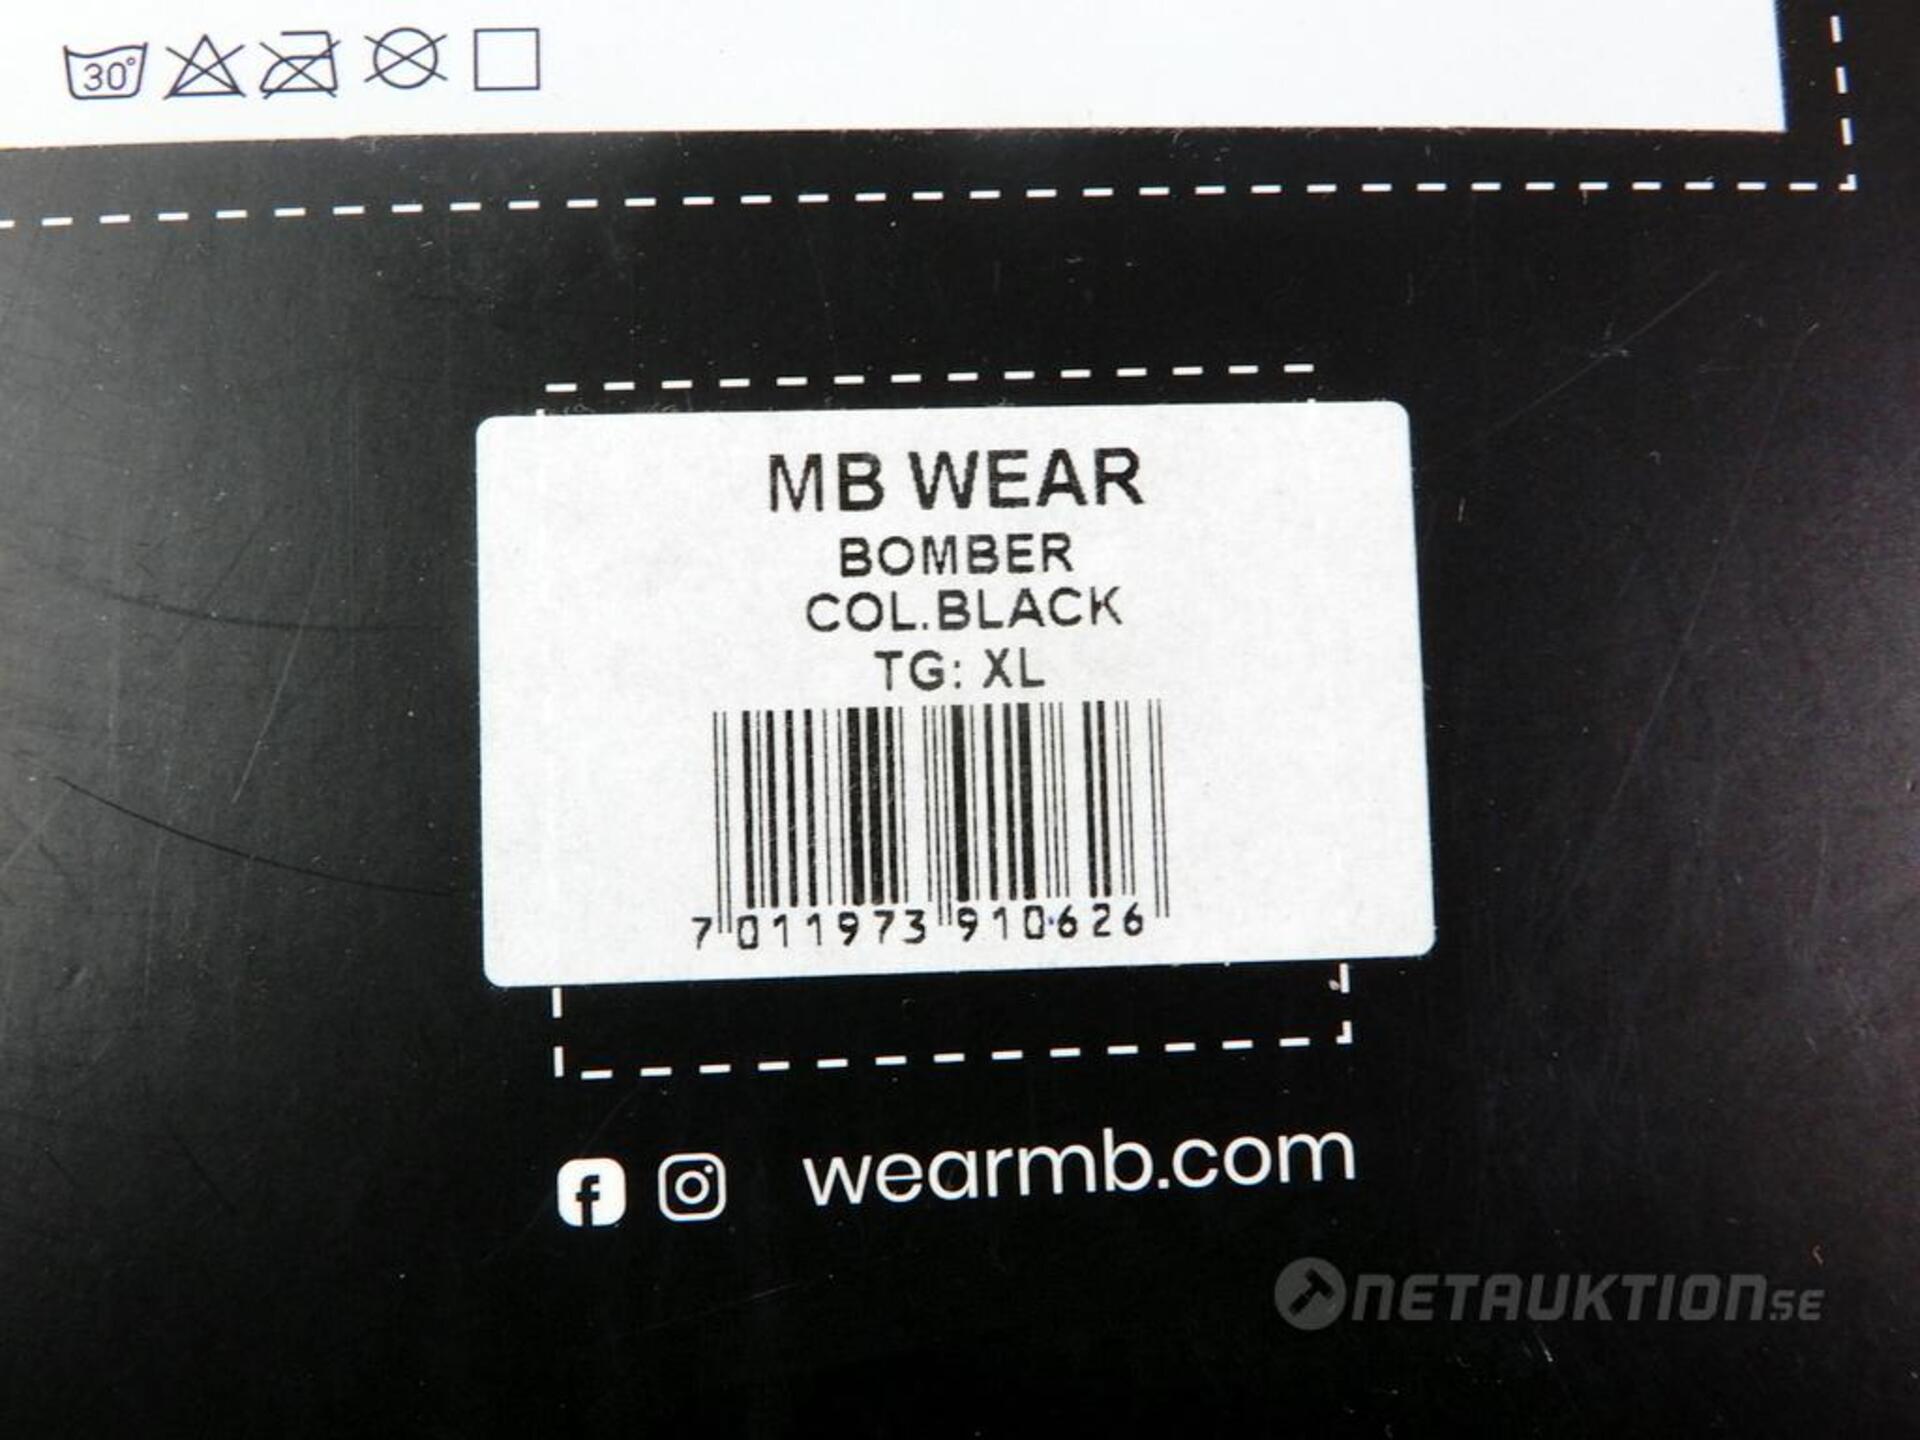 30°
MB WEAR
BOMBER
COL.BLACK
TG: XL
7 011973 910626
wearmb.com
NETAUKTION.SE